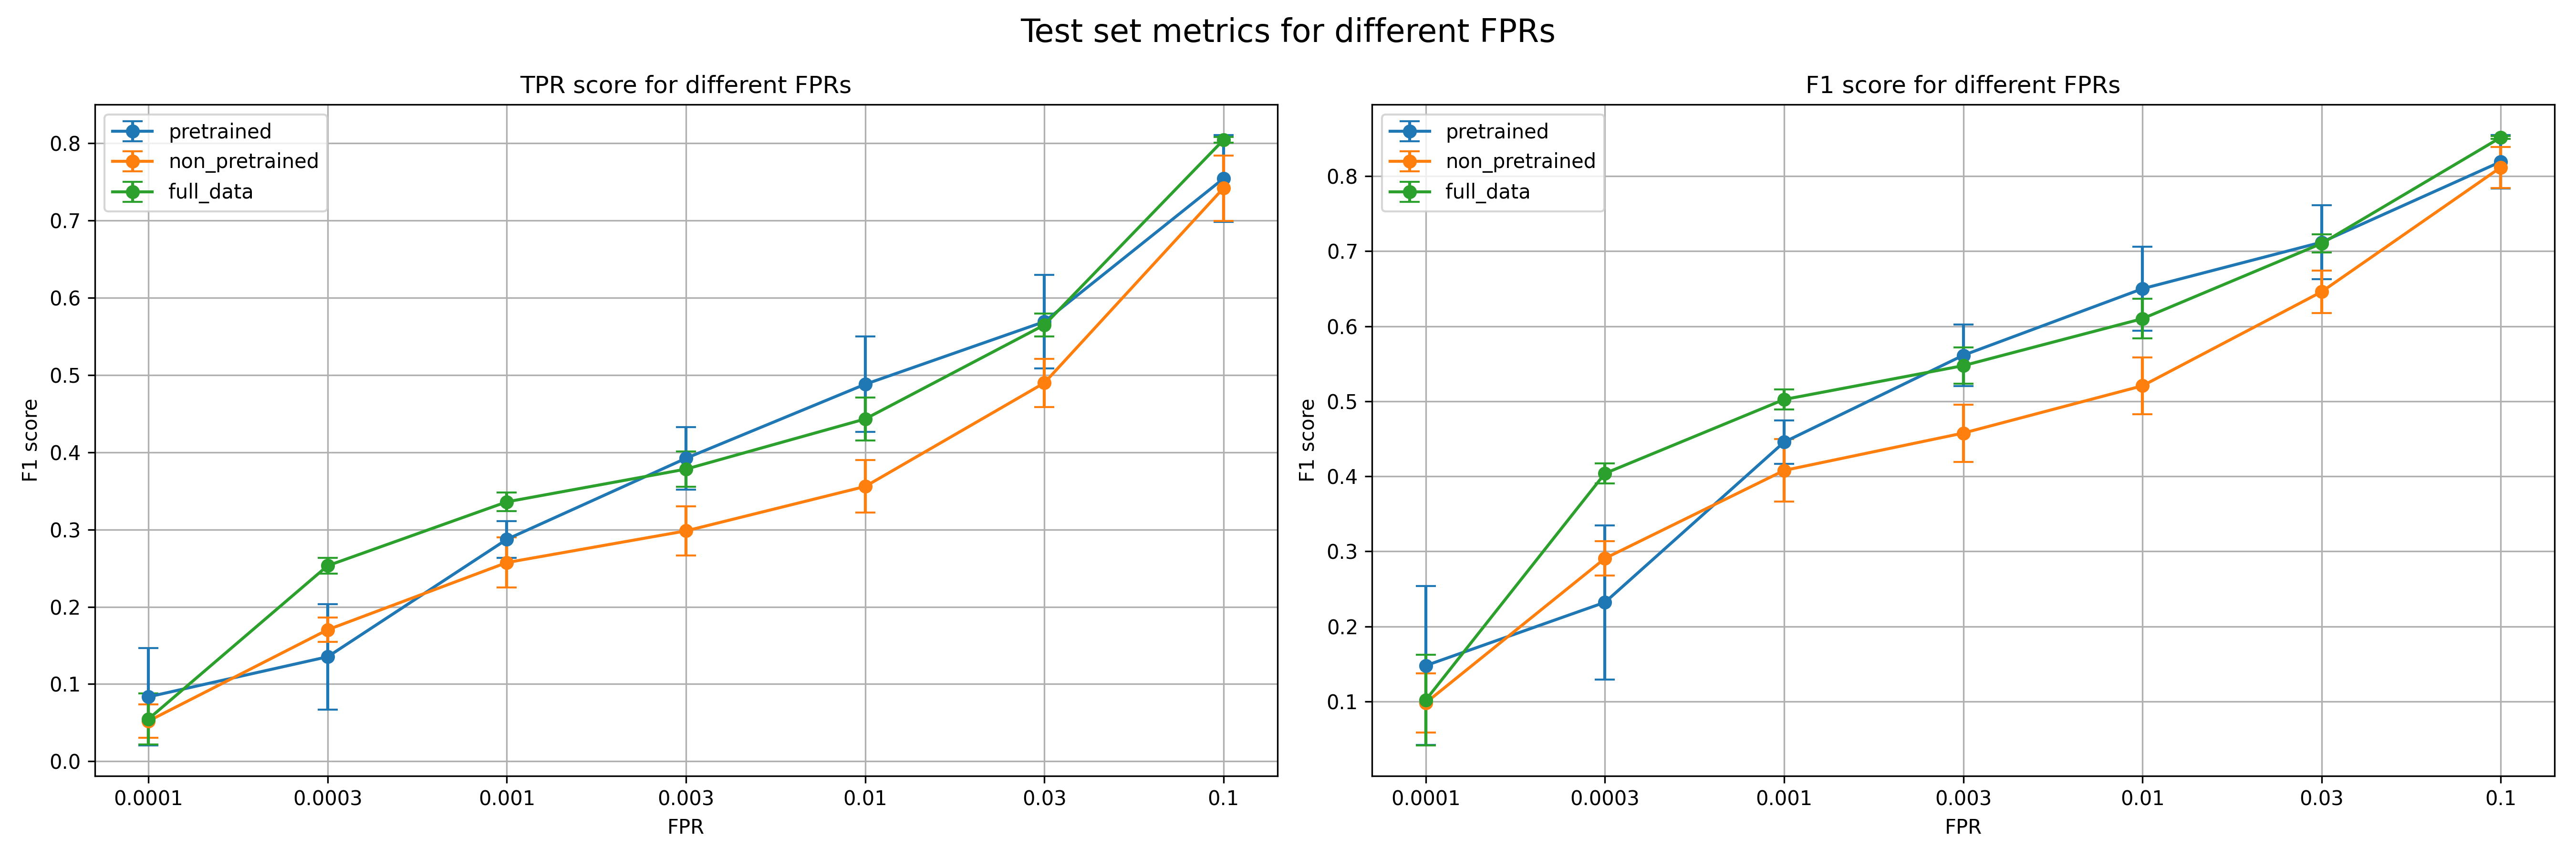 Test set metrics for different FPRs
TPR score for different FPRs
pretrained
non_pretrained
full_data
0.8
0.7
0.6
0.5
0.4
0.3
0.2
0.1
0.0
F1 score
0.0001
0.0003
0.001
0.003
0.01
0.03
0.1
FPR
F1 score for different FPRs
pretrained
non_pretrained
full_data
0.8
0.7
0.6
0.5
0.4
0.3
0.2
0.1
F1 score
0.0001
0.0003
0.001
0.003
0.01
0.03
0.1
FPR